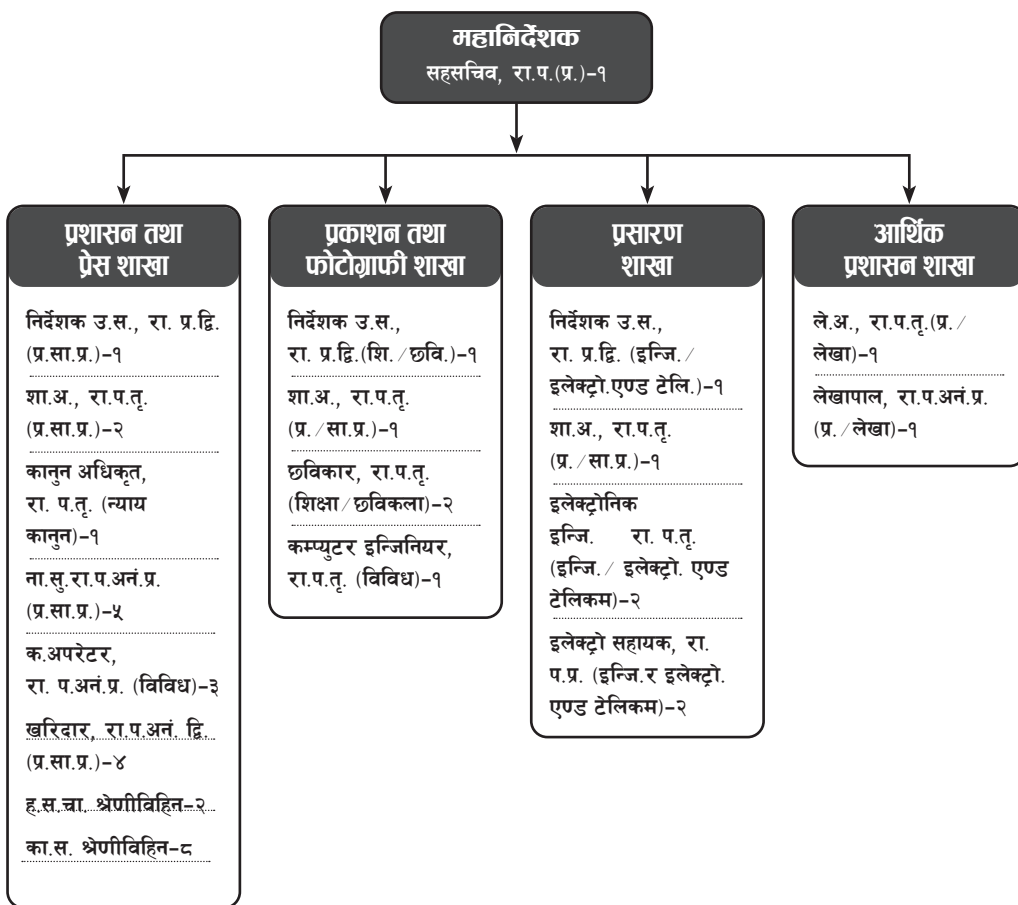 महानिर्देशक
सहसचिव, रा.प.(प्र.)-१
प्रशासन तथा
प्रेस शाखा
निर्देशक उ.स., रा. प्र.द्वि.
(प्र.सा.प्र.)-१
शा.अ., रा.प.तृ.
(प्र.सा.प्र.)-२
कानुन अधिकृत,
रा. प.तृ. (न्याय
कानुन)-१
ना.सु.रा.प.अनं.प्र.
(प्र.सा.प्र.)-५
क.अपरेटर,
रा. प.अनं.प्र. (विविध)-३
खरिदार, रा.प.अनं. द्वि.
(प्र.सा.प्र.)-४
ह.स.चा. श्रेणीविहिन-२
का.स. श्रेणीविहिन-८
प्रकाशन तथा
फोटोग्राफी शाखा
निर्देशक उ.स.,
रा. प्र.द्वि.(शि./छवि.)-१
शा.अ., रा.प.तृ.
(प्र./सा.प्र.)-१
छविकार, रा.प.तृ.
(शिक्षा/छविकला)-२
कम्प्युटर इन्जिनियर,
रा.प.तृ. (विविध)-१
प्रसारण
शाखा
निर्देशक उ.स.,
रा. प्र.द्वि. (इन्जि./
इलेक्ट्रो.एण्ड टेलि.)-१
शा.अ., रा.प.तृ.
(प्र./सा.प्र.)-१
इलेक्ट्रोनिक
इन्जि. रा. प.तृ.
(इन्जि./ इलेक्ट्रो. एण्ड
टेलिकम)-२
इलेक्ट्रो सहायक, रा.
प.प्र. (इन्जि.र इलेक्ट्रो.
एण्ड टेलिकम)-२
आर्थिक
प्रशासन शाखा
ले.अ., रा.प.तृ.(प्र./
लेखा)-१
लेखापाल, रा.प.अनं.प्र.
(प्र./लेखा)-१